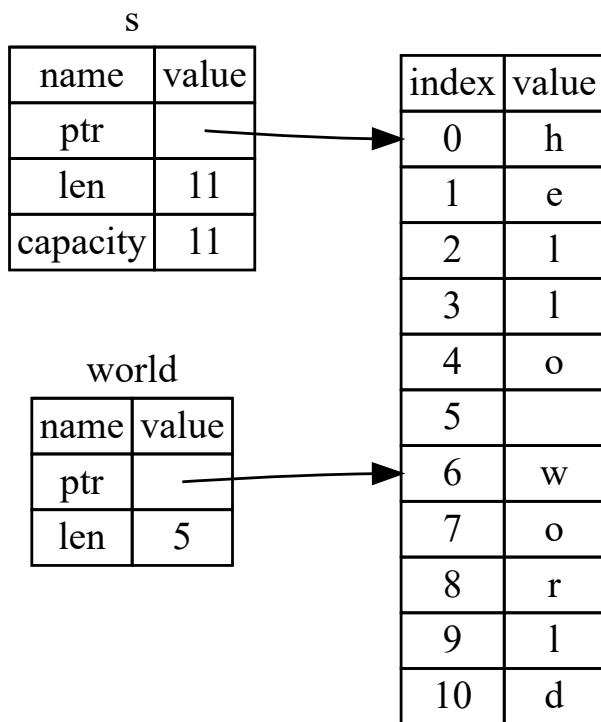 s
name value
ptr
len 11
capacity 11
world
name value
ptr
len 5
index value
0 h
1 e
2 l
3 l
4 o
5
6 w
7 o
8 r
9 l
10 d